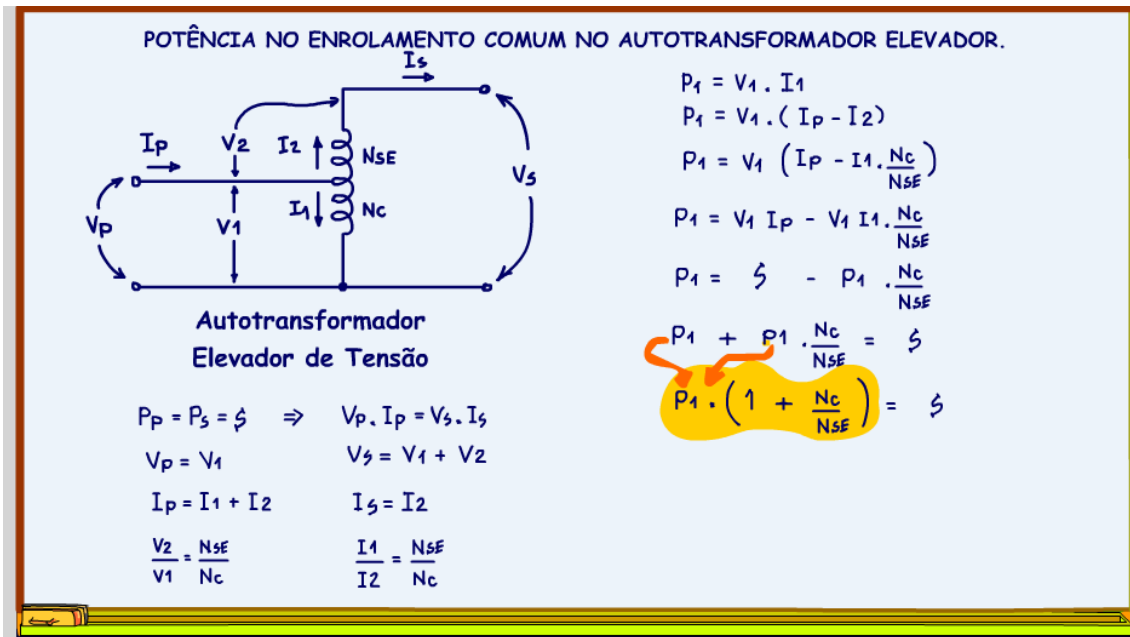 POTÊNCIA NO ENROLAMENTO COMUM NO AUTOTRANSFORMADOR ELEVADOR.
Is
Ip
V2
I2
NSE
Vs
Vp
V1
I1
Nc
Autotransformador
Elevador de Tensão
Pp = Ps = $ ⇒ Vp. Ip = Vs. Is
Vp = V1
Vs = V1 + V2
Ip = I1 + I2
Is = I2
V2/V1 = NSE/Nc
I1/I2 = NSE/Nc
P1 = V1 . I1
P1 = V1 . ( Ip - I2)
P1 = V1 (Ip - I1. Nc/NSE)
P1 = V1 Ip - V1 I1. Nc/NSE
P1 = $ - P1 . Nc/NSE
P1 + P1 . Nc/NSE = $
P1 . (1 + Nc/NSE) = $